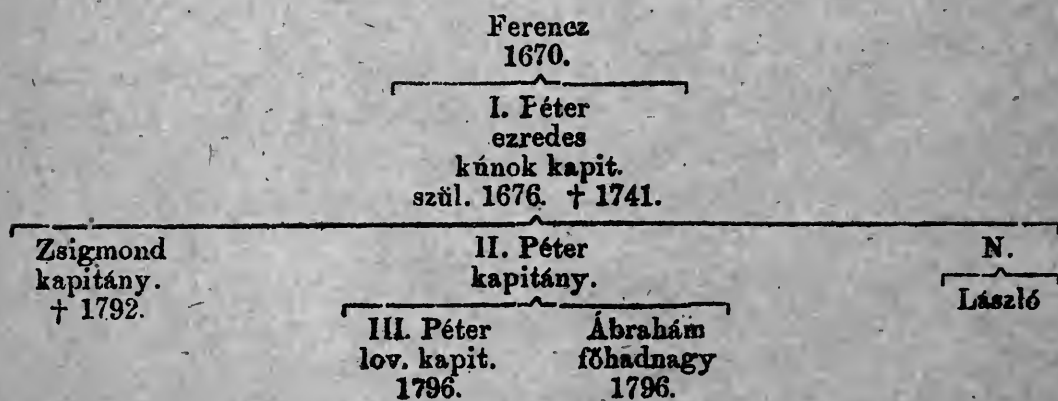 Ferencz
1670.
I. Péter
ezredes
kúnok kapit.
szül. 1676. † 1741.
Zsigmond
kapitány.
† 1792.
II. Péter
kapitány.
N.
László
III. Péter
lov. kapit.
1796.
Ábrahám
főhadnagy
1796.